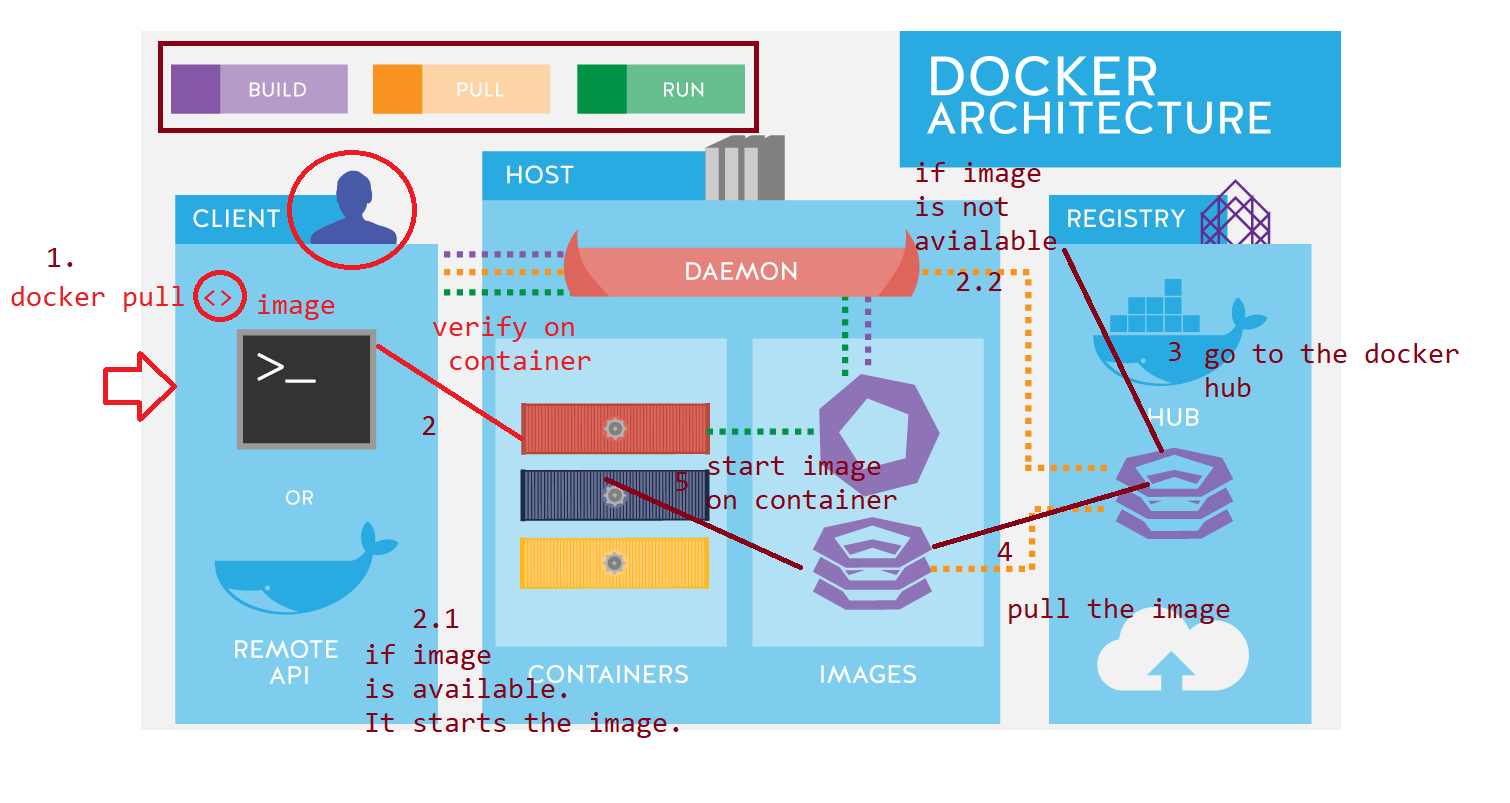 BUILD
PULL
RUN
DOCKER
ARCHITECTURE
HOST
CLIENT
REGISTRY
if image
is not
avialable
1.
docker pull <> image
DAEMON
2.2
verify on
container
>_
3 go to the docker
hub
HUB
2
5 start image
on container
OR
4
pull the image
REMOTE
API
2.1
if image
is available.
It starts the image.
CONTAINERS
IMAGES